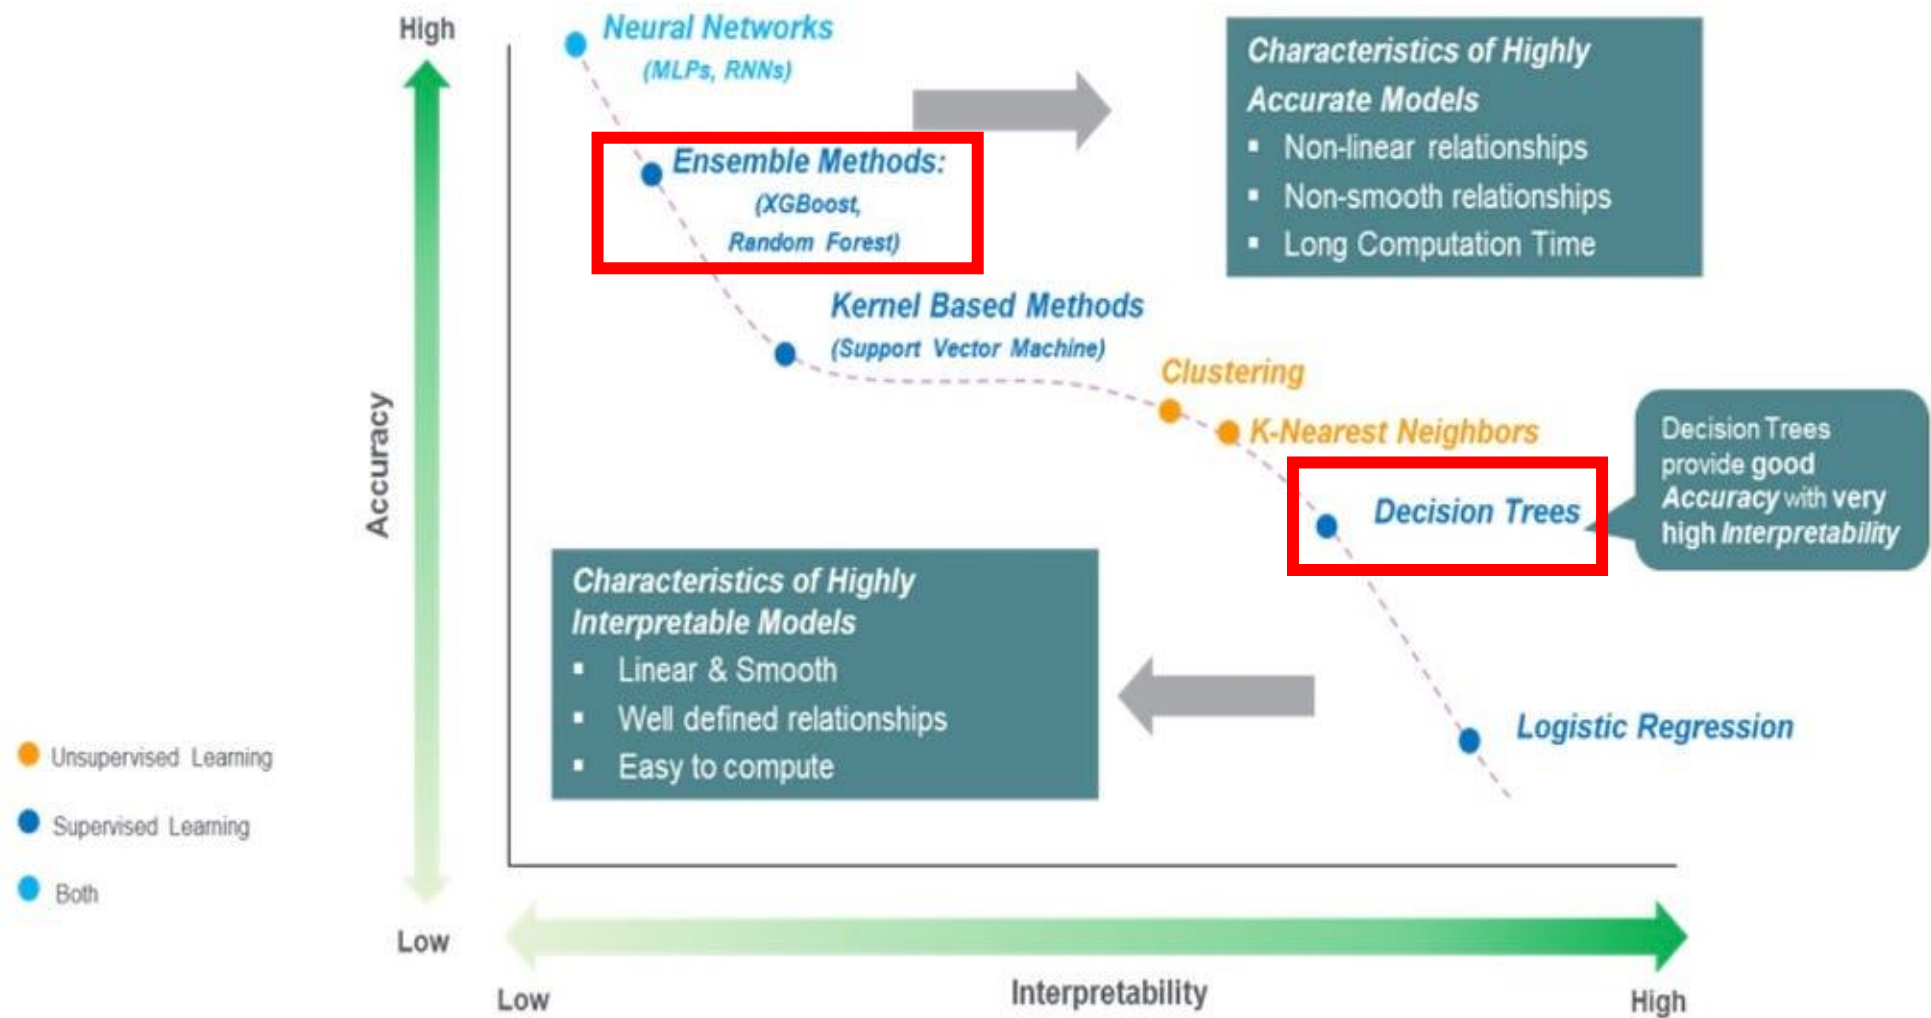 High
Neural Networks
(MLPs, RNNs)
Characteristics of Highly
Accurate Models
▪ Non-linear relationships
▪ Non-smooth relationships
▪ Long Computation Time
Ensemble Methods:
(XGBoost,
Random Forest)
Kernel Based Methods
(Support Vector Machine)
Clustering
K-Nearest Neighbors
Decision Trees
Decision Trees
provide good
Accuracy with very
high Interpretability
Accuracy
Characteristics of Highly
Interpretable Models
▪ Linear & Smooth
▪ Well defined relationships
▪ Easy to compute
Logistic Regression
Unsupervised Learning
Supervised Learning
Both
Low
Low
Interpretability
High